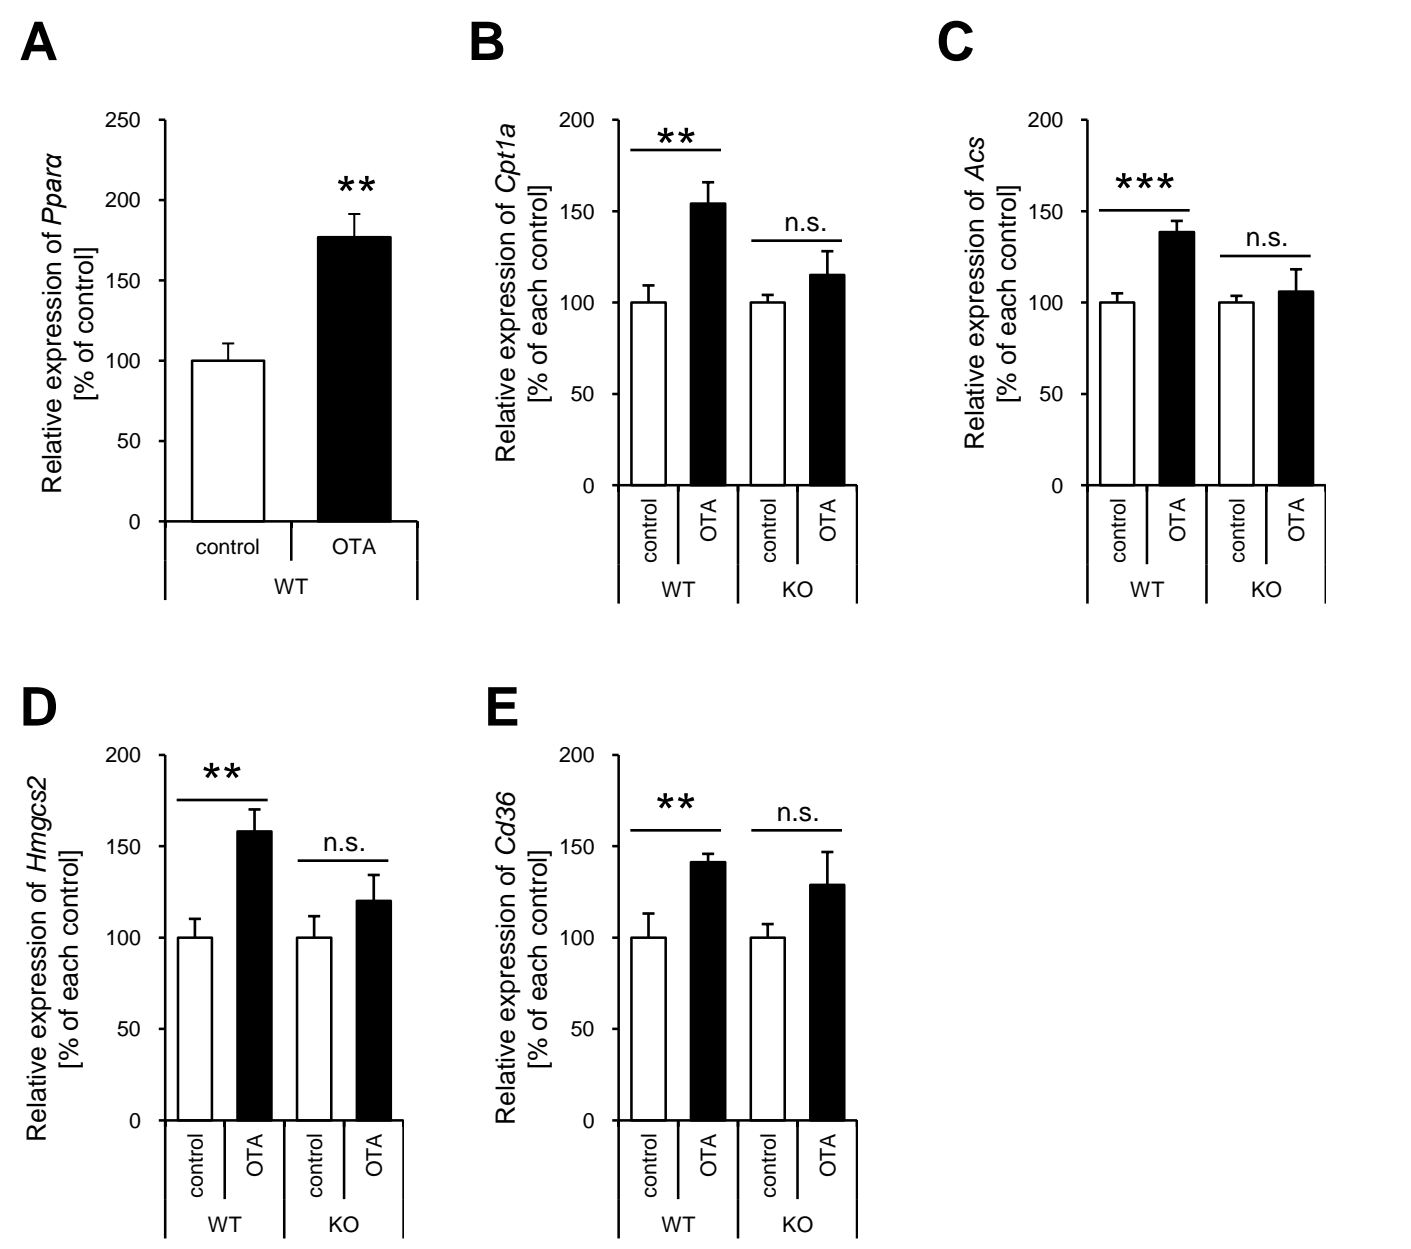 A
Relative expression of Pparα
[% of control]
250
200
150
100
50
0
**
control OTA
WT
B
Relative expression of Cpt1a
[% of each control]
200
150
100
50
0
**
n.s.
control OTA control OTA
WT KO
C
Relative expression of Acs
[% of each control]
200
150
100
50
0
***
n.s.
control OTA control OTA
WT KO
D
Relative expression of Hmgcs2
[% of each control]
200
150
100
50
0
**
n.s.
control OTA control OTA
WT KO
E
Relative expression of Cd36
[% of each control]
200
150
100
50
0
**
n.s.
control OTA control OTA
WT KO